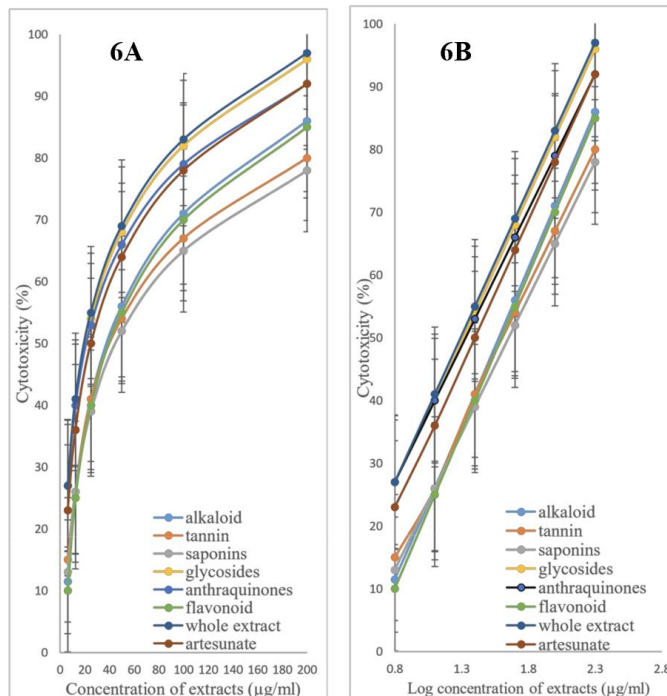 6A
100
90
80
70
60
50
40
30
20
10
0
Cytotoxicity (%)
alkaloid
tannin
saponins
glycosides
anthraquinones
flavonoid
whole extract
artesunate
0 20 40 60 80 100 120 140 160 180 200
Concentration of extracts (µg/ml)
6B
100
90
80
70
60
50
40
30
20
10
0
Cytotoxicity (%)
alkaloid
tannin
saponins
glycosides
anthraquinones
flavonoid
whole extract
artesunate
0.8 1.3 1.8 2.3
Log concentration of extracts (µg/ml)